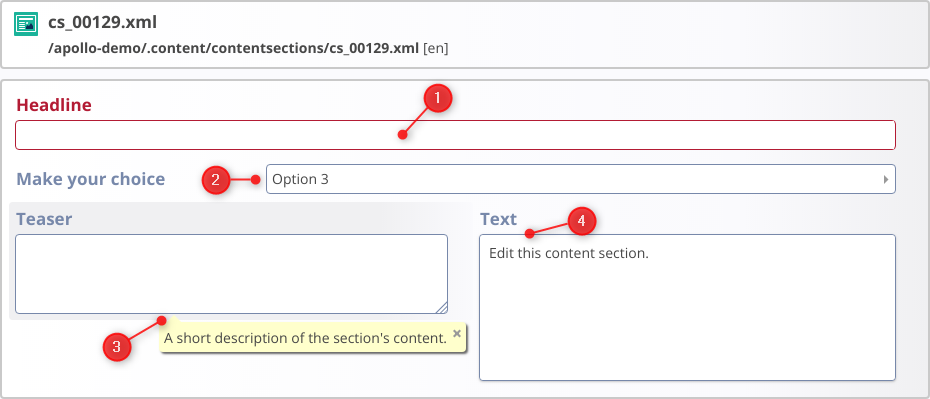 cs_00129.xml
/apollo-demo/.content/contentsections/cs_00129.xml [en]
1
Headline
2
Make your choice
Option 3
Teaser
Text
4
Edit this content section.
3
A short description of the section's content. ×